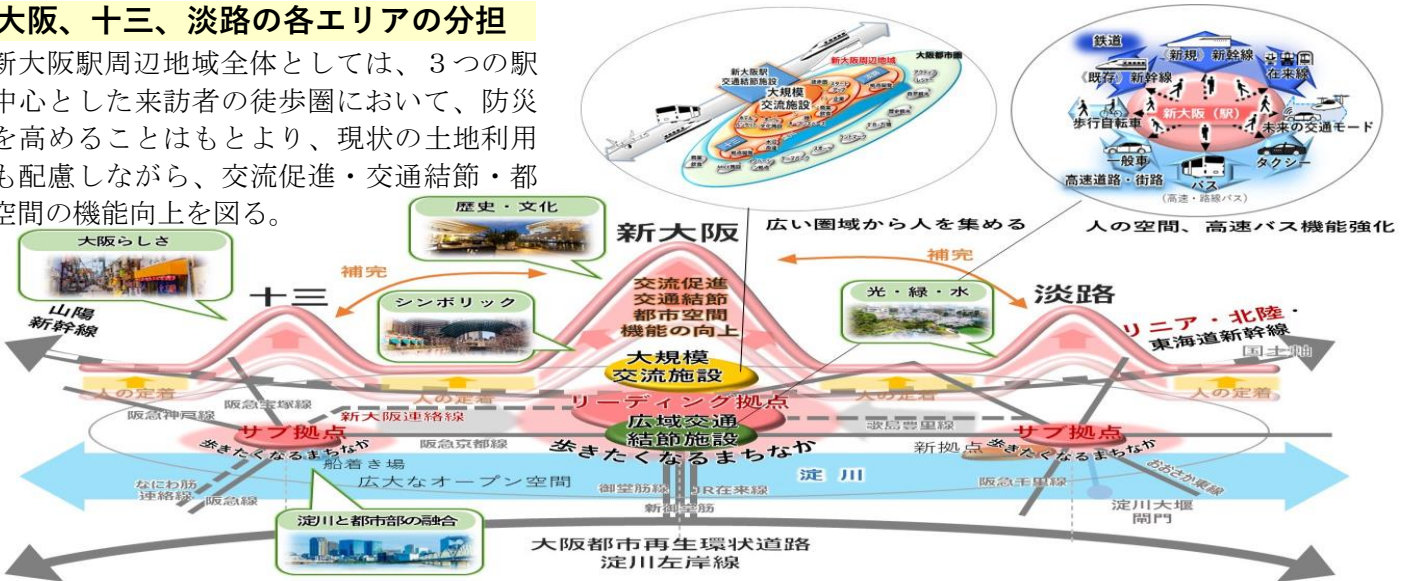 大阪、十三、淡路の各エリアの分担
新大阪駅周辺地域全体としては、３つの駅
中心とした来訪者の徒歩圏において、防災
を高めることはもとより、現状の土地利用
も配慮しながら、交流促進・交通結節・都
空間の機能向上を図る。
大阪都市圏
新大阪周辺地域
新大阪駅
交通結節施設
大規模
交流施設
鉄道
《新規》新幹線
《既存》新幹線
在来線
歩行自転車
新大阪（駅）
未来の交通モード
一般車
タクシー
高速道路・街路
バス
（高速・路線バス）
広い圏域から人を集める
人の空間、高速バス機能強化
大阪らしさ
歴史・文化
新大阪
補完
補完
十三
シンボリック
光・緑・水
淡路
交流促進
交通結節
都市空間
機能の向上
山陽
新幹線
リニア・北陸・
東海道新幹線
国土軸
大規模
交流施設
人の定着
人の定着
人の定着
人の定着
阪急神戸線
阪急宝塚線
新大阪連絡線
リーディング拠点
広域交通
結節施設
歩きたくなるまちなか
歌島豊里線
サブ拠点
歩きたくなるまちなか
阪急京都線
新拠点
サブ拠点
歩きたくなるまちなか
船着き場
広大なオープン空間
淀川
なにわ筋
連絡線
阪急線
御堂筋線
JR在来線
新御堂筋
阪急千里線
おおさか東線
淀川大堰
閘門
淀川と都市部の融合
大阪都市再生環状道路
淀川左岸線